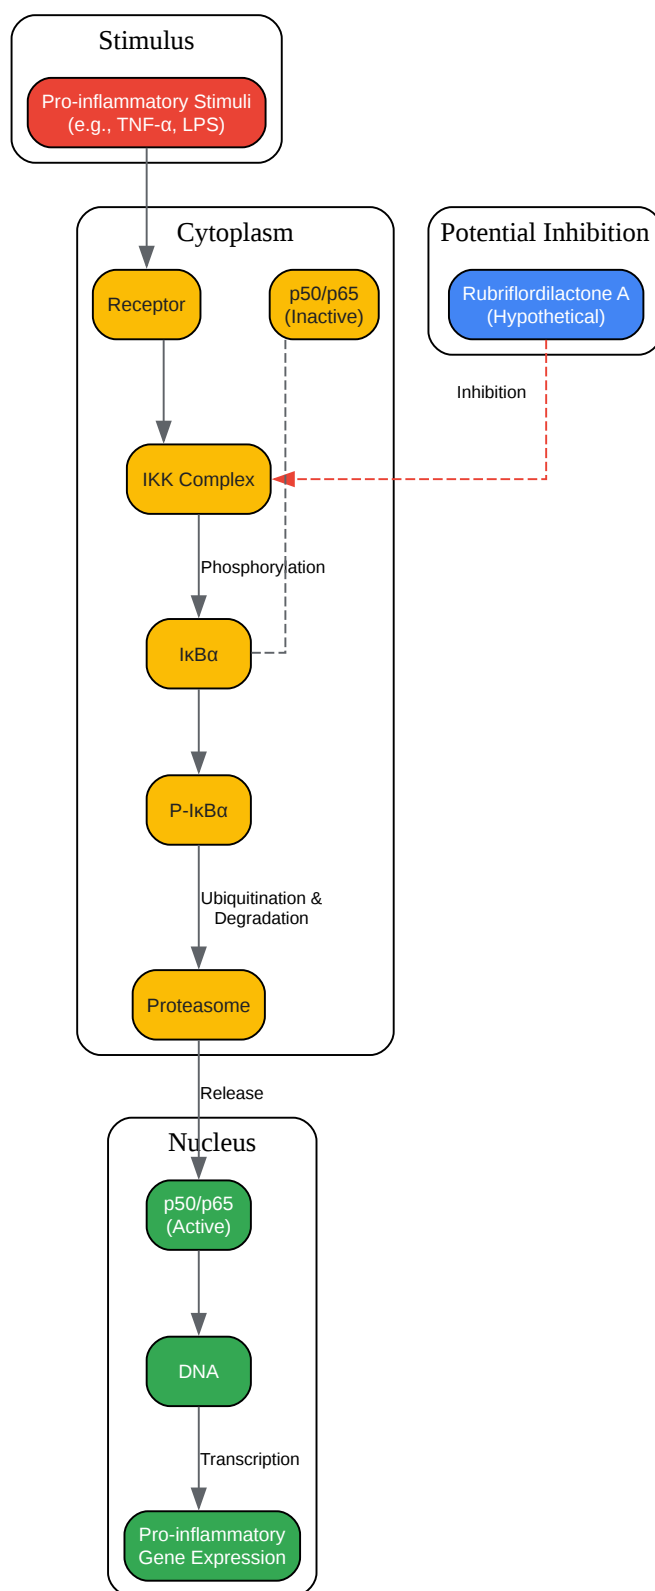 Stimulus
Pro-inflammatory Stimuli
(e.g., TNF-α, LPS)
Cytoplasm
Potential Inhibition
Receptor
p50/p65
(Inactive)
Rubriflordilactone A
(Hypothetical)
Inhibition
IKK Complex
Phosphorylation
IκBα
P-IκBα
Ubiquitination &
Degradation
Proteasome
Release
Nucleus
p50/p65
(Active)
DNA
Transcription
Pro-inflammatory
Gene Expression